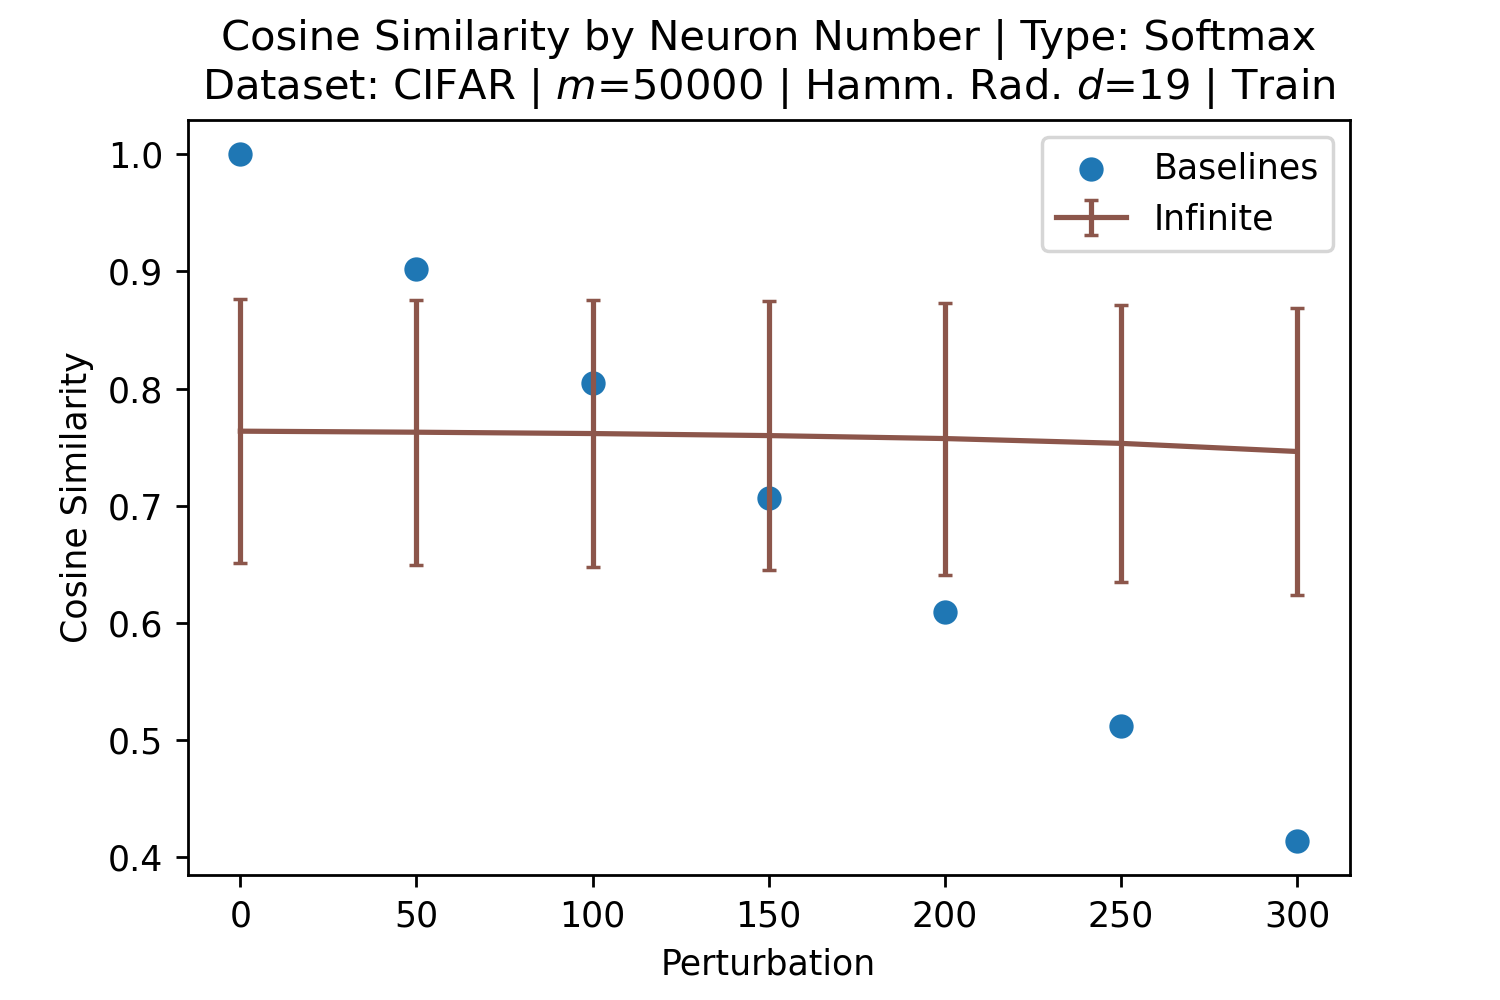 Cosine Similarity by Neuron Number | Type: Softmax
Dataset: CIFAR | m=50000 | Hamm. Rad. d=19 | Train
Baselines
Infinite
Cosine Similarity
1.0
0.9
0.8
0.7
0.6
0.5
0.4
0 50 100 150 200 250 300
Perturbation